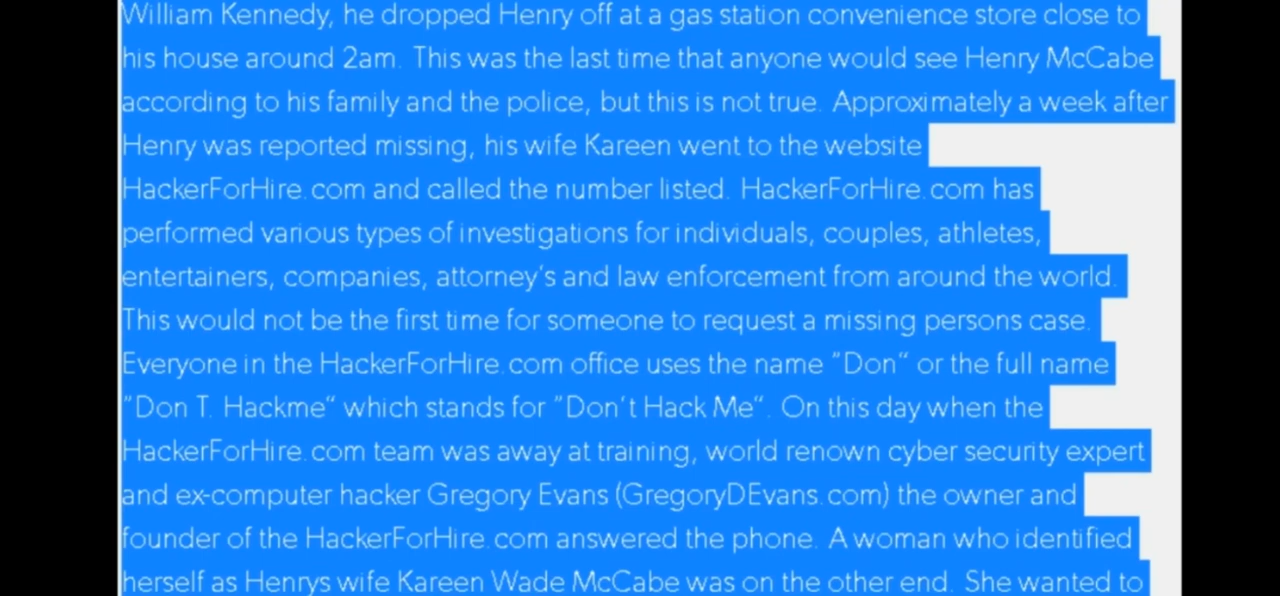 William Kennedy, he dropped Henry off at a gas station convenience store close to
his house around 2am. This was the last time that anyone would see Henry McCabe
according to his family and the police, but this is not true. Approximately a week after
Henry was reported missing, his wife Kareen went to the website
HackerForHire.com and called the number listed. HackerForHire.com has
performed various types of investigations for individuals, couples, athletes,
entertainers, companies, attorney's and law enforcement from around the world.
This would not be the first time for someone to request a missing persons case.
Everyone in the HackerForHire.com office uses the name "Don" or the full name
"Don T. Hackme" which stands for "Don't Hack Me". On this day when the
HackerForHire.com team was away at training, world renown cyber security expert
and ex-computer hacker Gregory Evans (GregoryDEvans.com) the owner and
founder of the HackerForHire.com answered the phone. A woman who identified
herself as Henrys wife Kareen Wade McCabe was on the other end. She wanted to